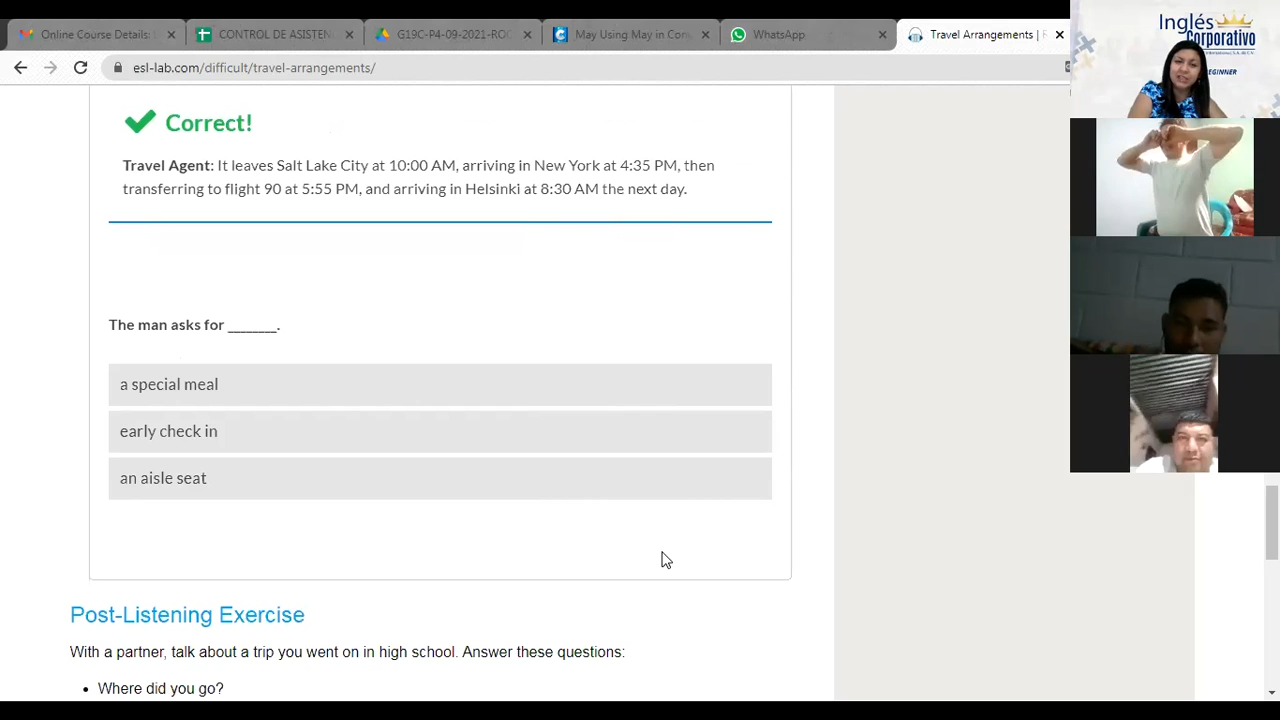 Online Course Details:
CONTROL DE ASISTEN
G19C-P4-09-2021-RO
May Using May in Con
WhatsApp
Travel Arrangements |
esl-lab.com/difficult/travel-arrangements/
Inglés
Corporativo
EGINNER
Correct!
Travel Agent: It leaves Salt Lake City at 10:00 AM, arriving in New York at 4:35 PM, then
transferring to flight 90 at 5:55 PM, and arriving in Helsinki at 8:30 AM the next day.
The man asks for ________.
a special meal
early check in
an aisle seat
Post-Listening Exercise
With a partner, talk about a trip you went on in high school. Answer these questions:
• Where did you go?